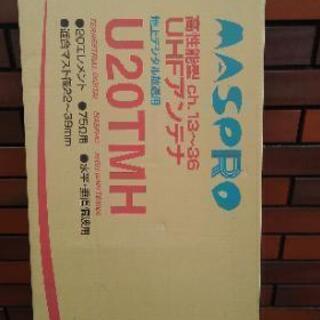 MASPRO
高性能型 ch.13〜36
UHFアンテナ
地上デジタル放送用
U20TMH
●20エレメント ●75Ω用 ●水平・垂直偏波用
●適合マスト径22〜39mm